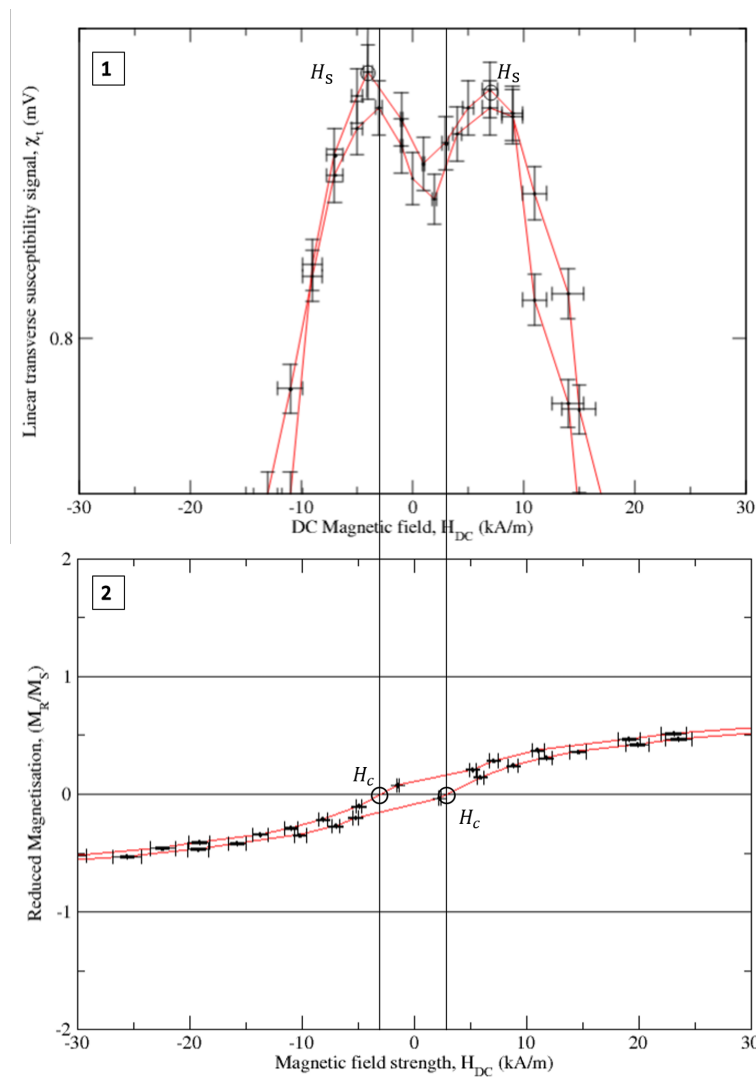 1
H_S
H_S
Linear transverse susceptibility signal, χ_t (mV)
0.8
-30 -20 -10 0 10 20 30
DC Magnetic field, H_DC (kA/m)
2
2
1
0
-1
-2
H_c
H_c
Reduced Magnetisation, (M_R/M_S)
-30 -20 -10 0 10 20 30
Magnetic field strength, H_DC (kA/m)